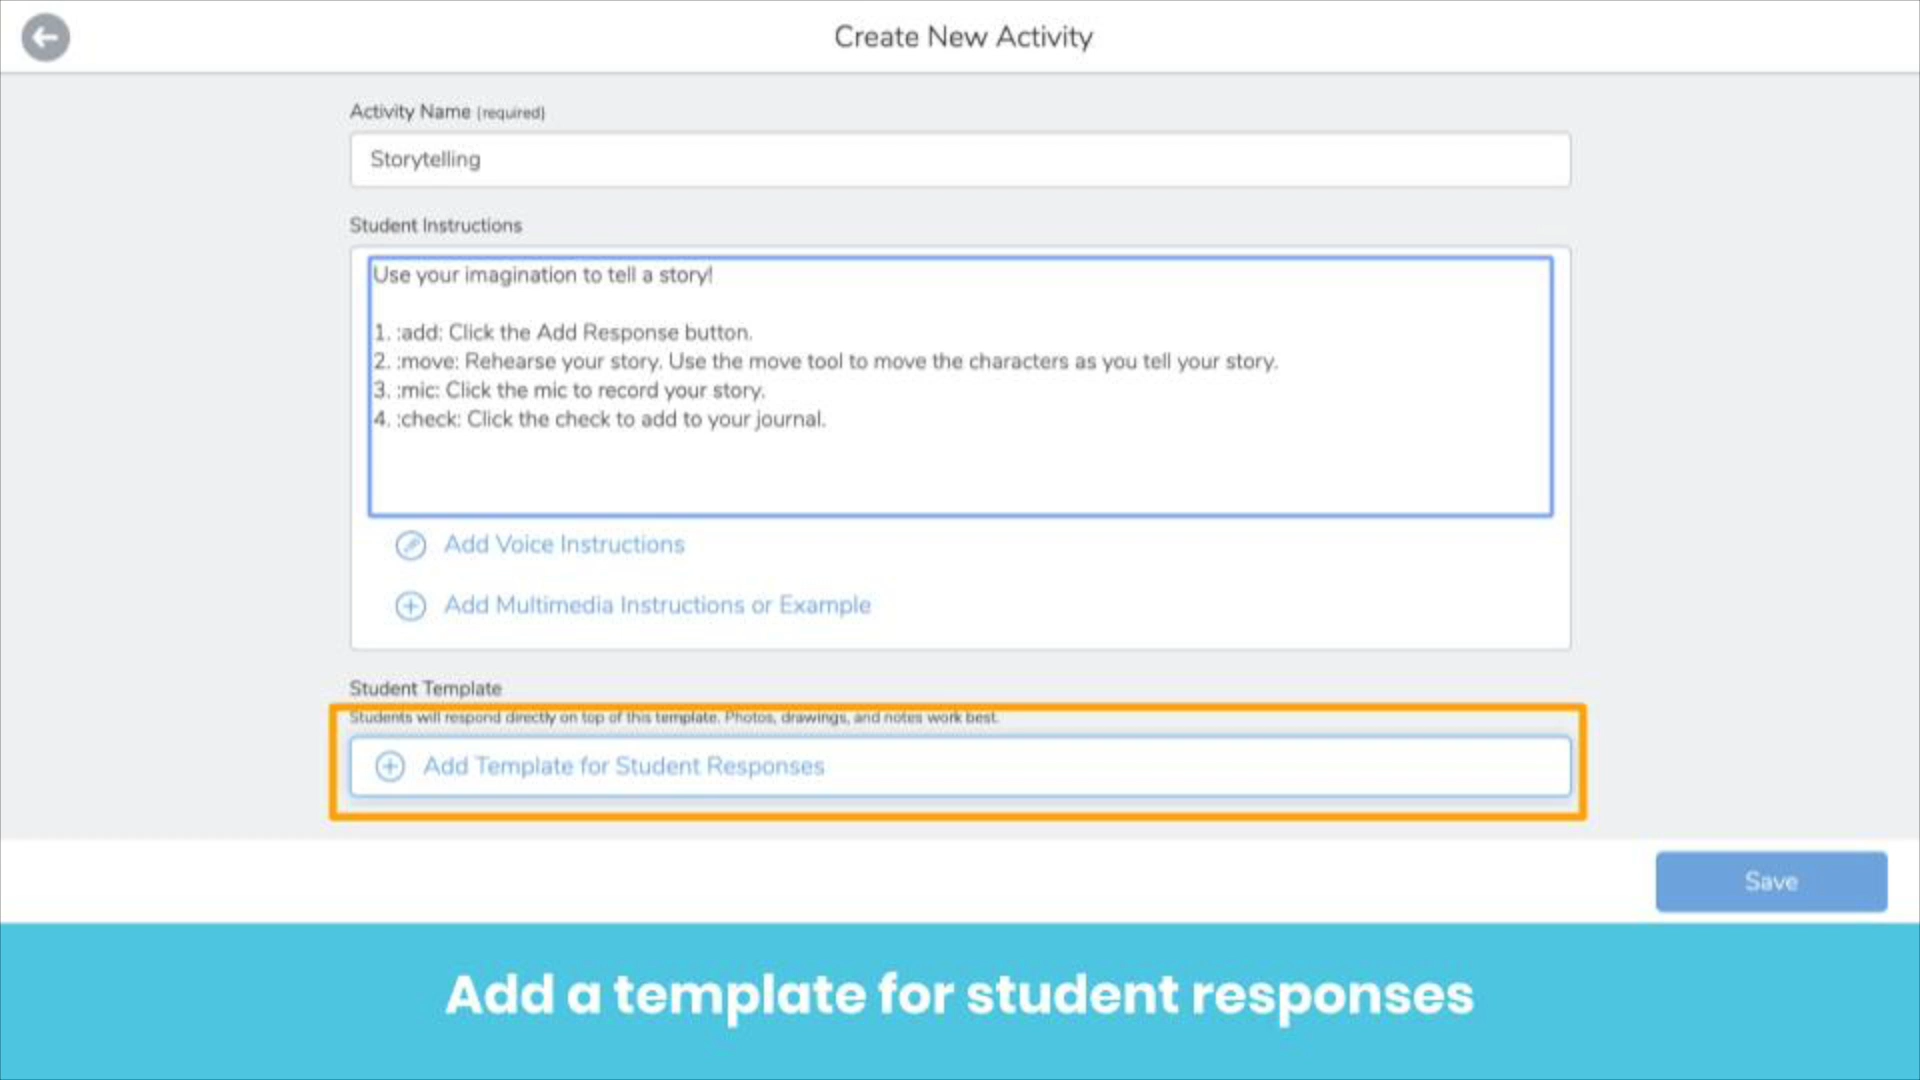 Create New Activity
Activity Name (required)
Storytelling
Student Instructions
Use your imagination to tell a story!
1. :add: Click the Add Response button.
2. :move: Rehearse your story. Use the move tool to move the characters as you tell your story.
3. :mic: Click the mic to record your story.
4. :check: Click the check to add to your journal.
Add Voice Instructions
Add Multimedia Instructions or Example
Student Template
Students will respond directly on top of this template. Photos, drawings, and notes work best.
Add Template for Student Responses
Save
Add a template for student responses